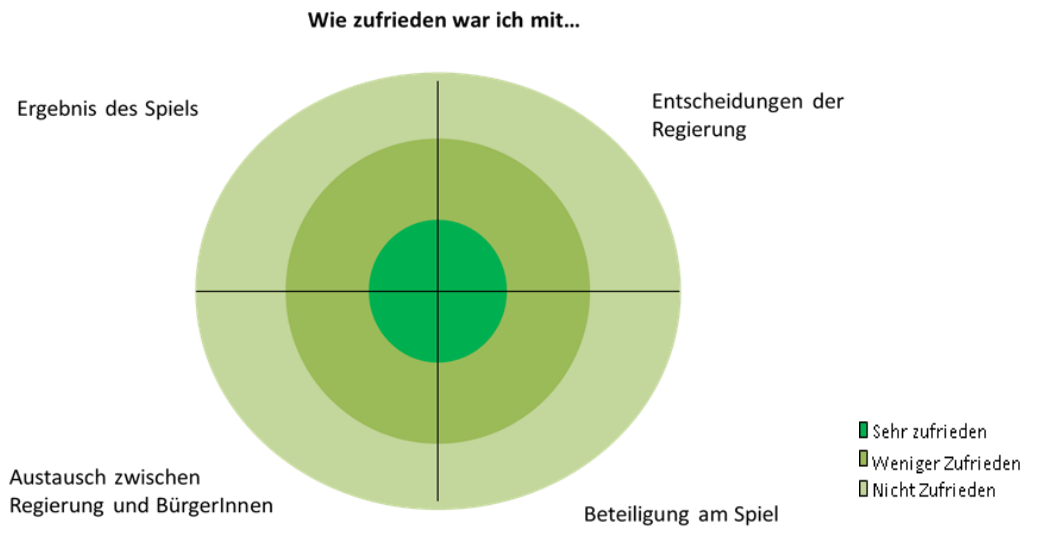 Wie zufrieden war ich mit...
Ergebnis des Spiels
Entscheidungen der
Regierung
Austausch zwischen
Regierung und BürgerInnen
Beteiligung am Spiel
Sehr zufrieden
Weniger Zufrieden
Nicht Zufrieden